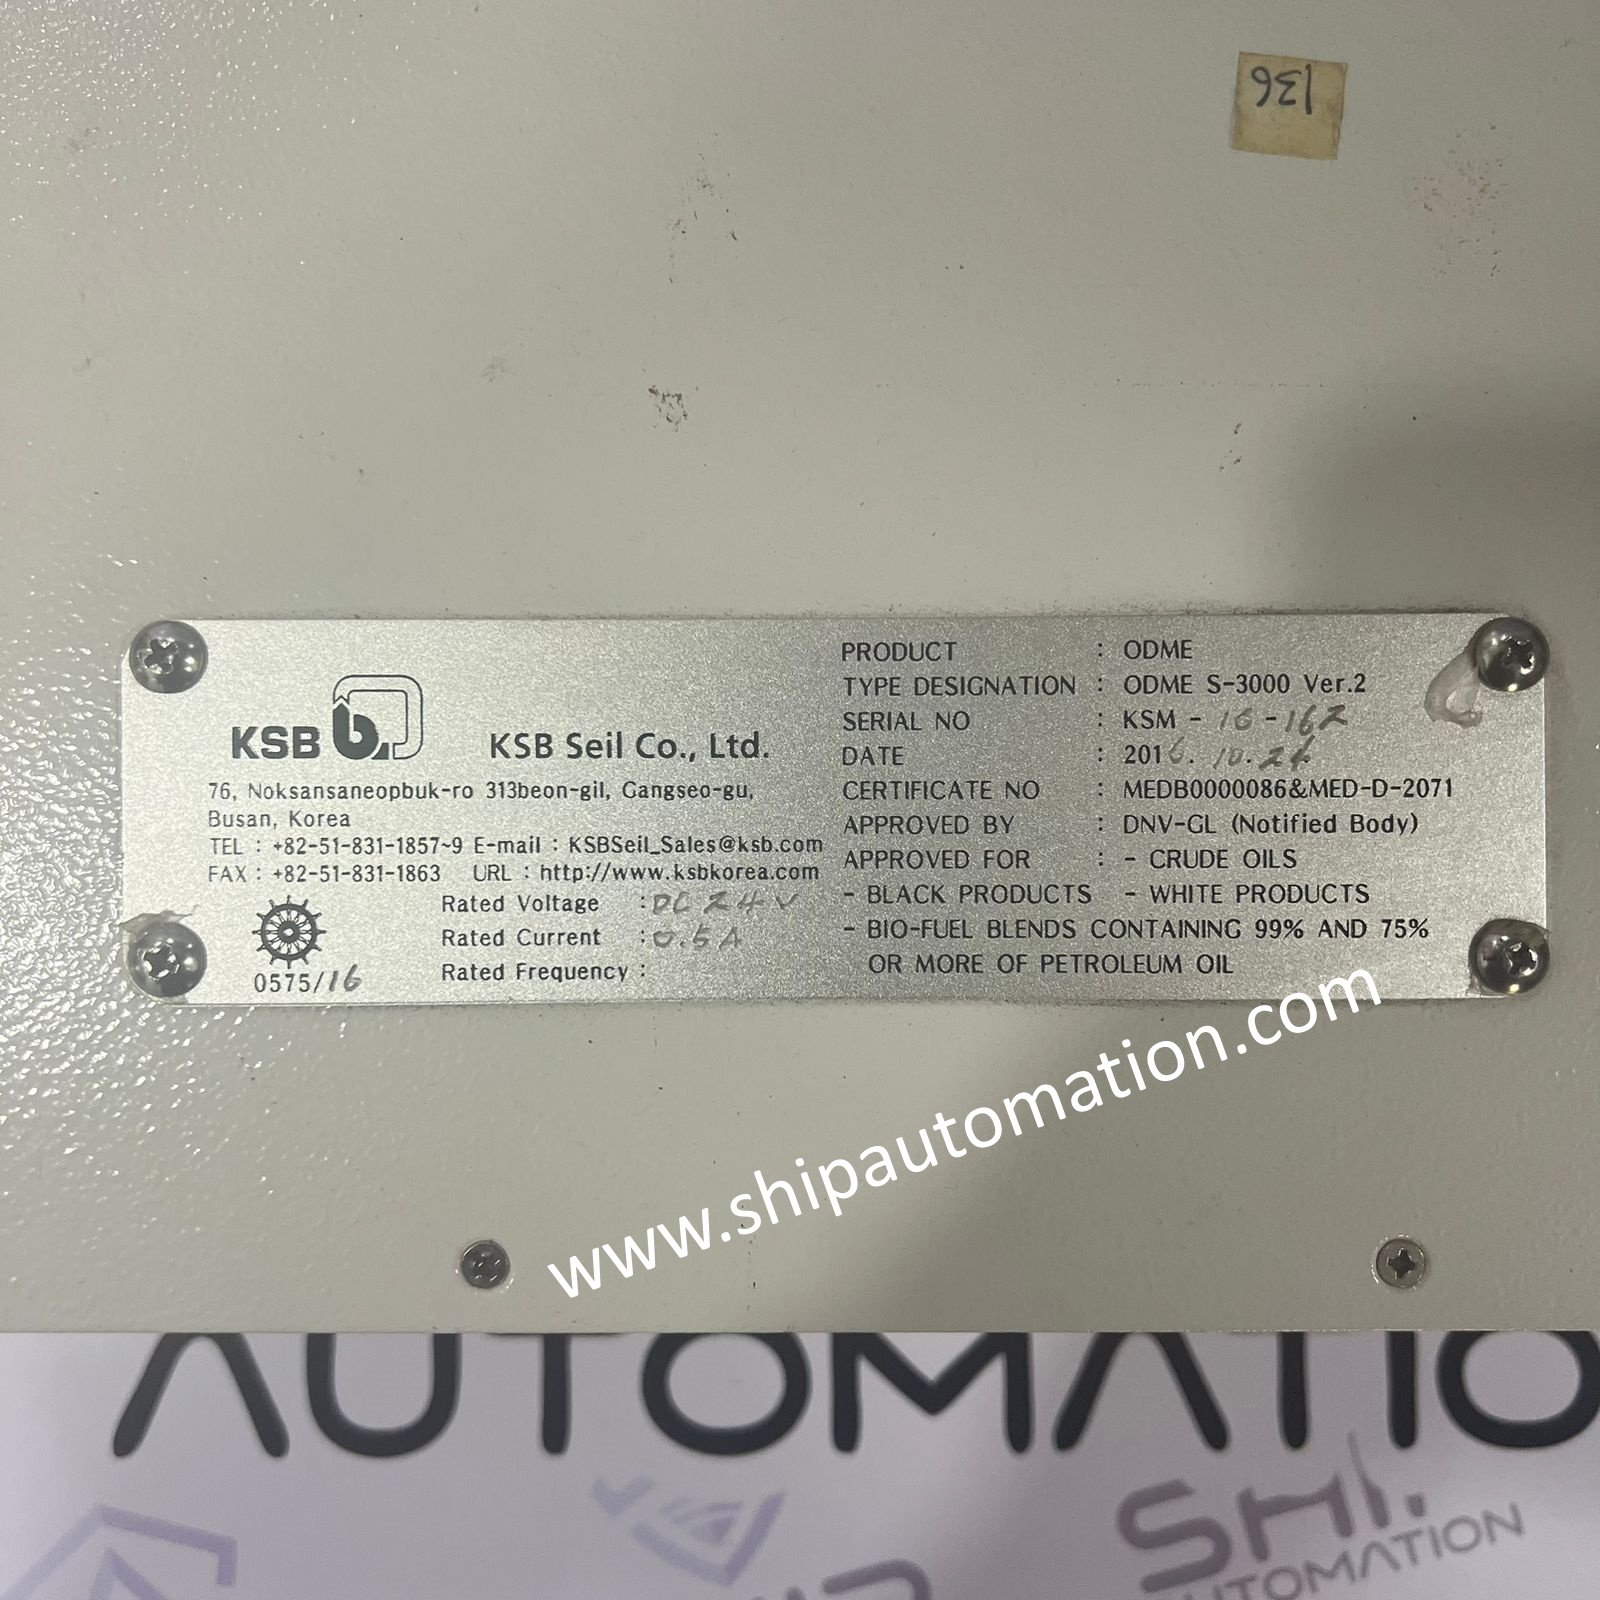 136
KSB
KSB Seil Co., Ltd.
76, Noksansaneopbuk-ro 313beon-gil, Gangseo-gu,
Busan, Korea
TEL : +82-51-831-1857~9 E-mail : KSBSeil_Sales@ksb.com
FAX : +82-51-831-1863 URL : http://www.ksbkorea.com
Rated Voltage : DC 24 V
Rated Current : 0.5 A
Rated Frequency :
0575/16
PRODUCT : ODME
TYPE DESIGNATION : ODME S-3000 Ver.2
SERIAL NO : KSM - 16 - 162
DATE : 2016. 10.
CERTIFICATE NO : MEDB0000086&MED-D-2071
APPROVED BY : DNV-GL (Notified Body)
APPROVED FOR : - CRUDE OILS
- BLACK PRODUCTS - WHITE PRODUCTS
- BIO-FUEL BLENDS CONTAINING 99% AND 75%
OR MORE OF PETROLEUM OIL
www.shipautomation.com
AUTOMATIO
SHI
AUTOMATION